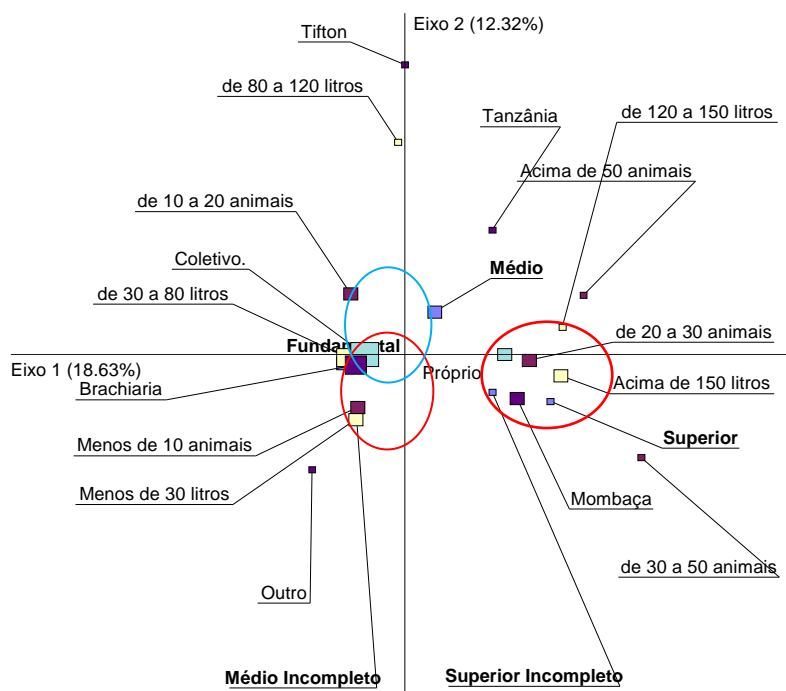 Eixo 2 (12.32%)
Tifton
de 80 a 120 litros
Tanzânia
de 120 a 150 litros
Acima de 50 animais
de 10 a 20 animais
Coletivo.
Médio
de 30 a 80 litros
Fundamental
de 20 a 30 animais
Eixo 1 (18.63%)
Próprio
Brachiaria
Acima de 150 litros
Menos de 10 animais
Superior
Menos de 30 litros
Mombaça
de 30 a 50 animais
Outro
Médio Incompleto
Superior Incompleto